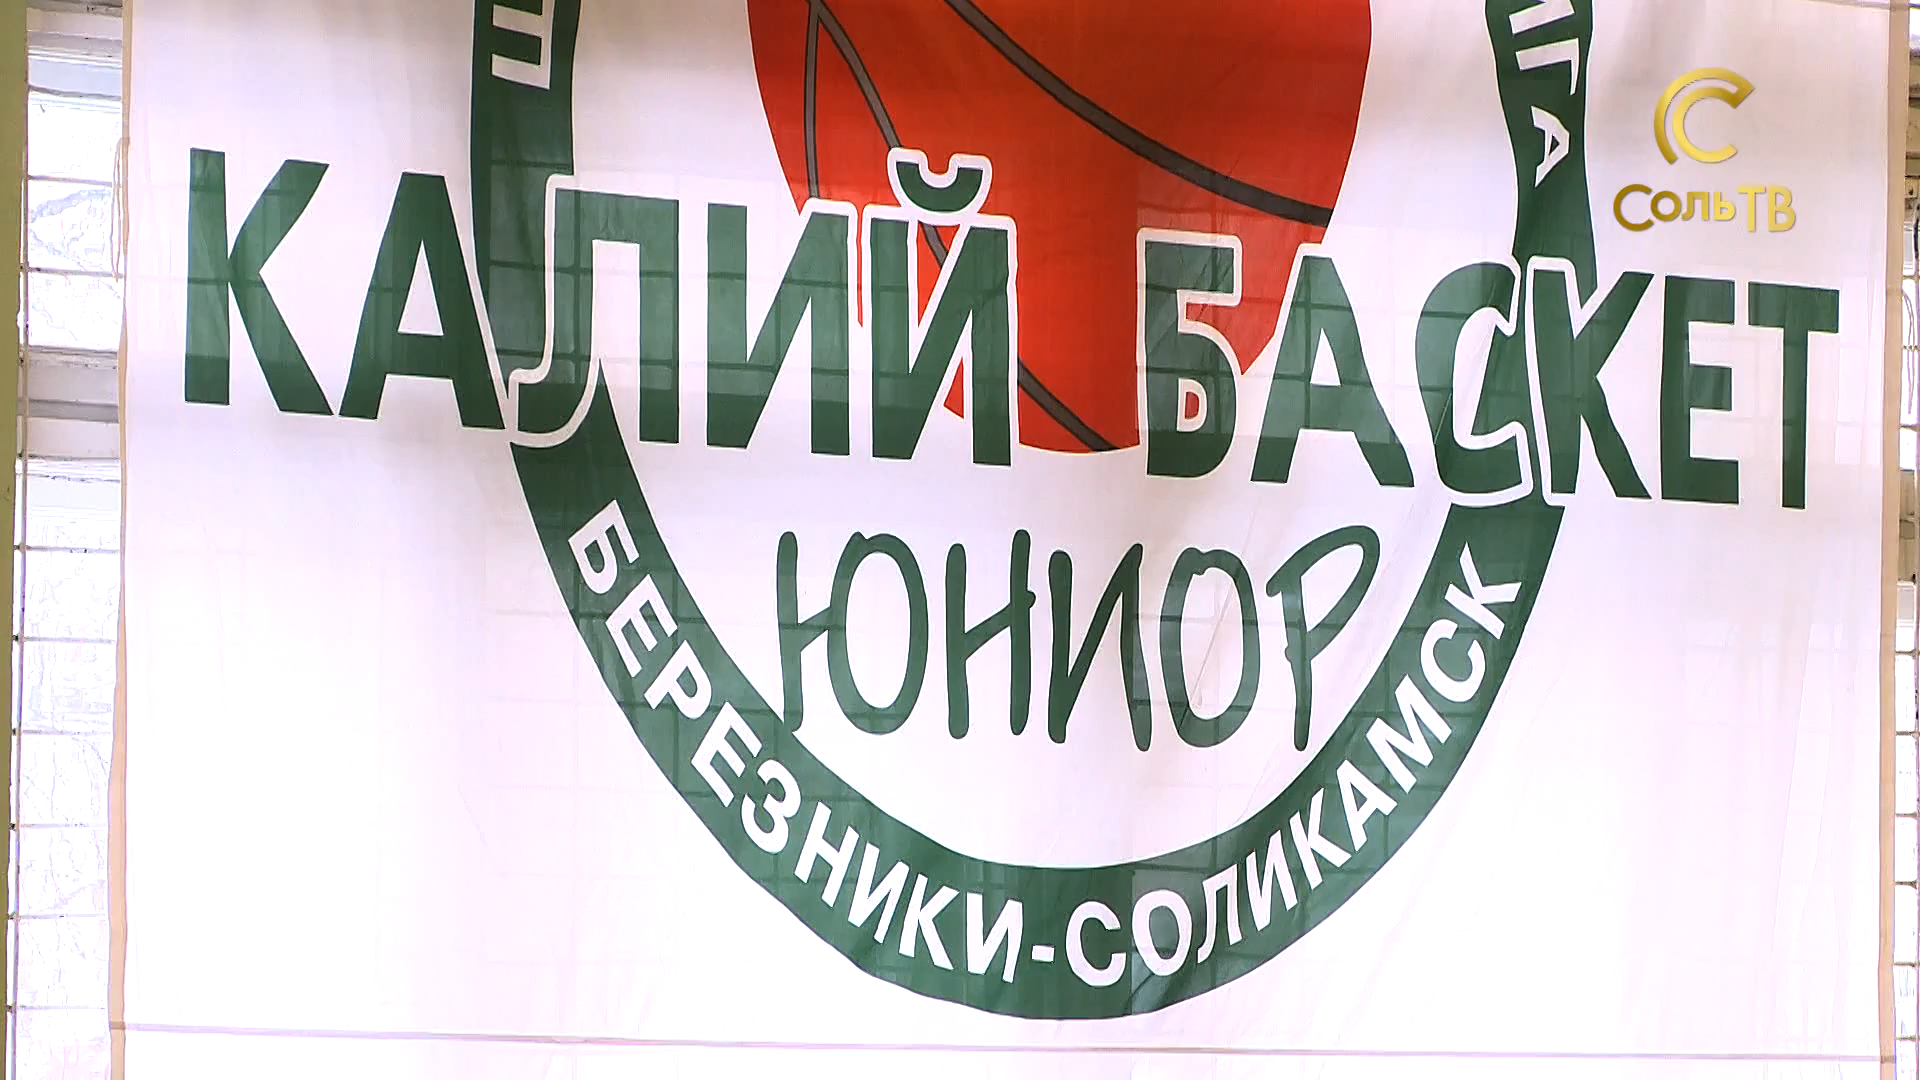 СОЛЬТВ
КАЛИЙ БАСКЕТ
ЮНИОР
БЕРЕЗНИКИ-СОЛИКАМСК